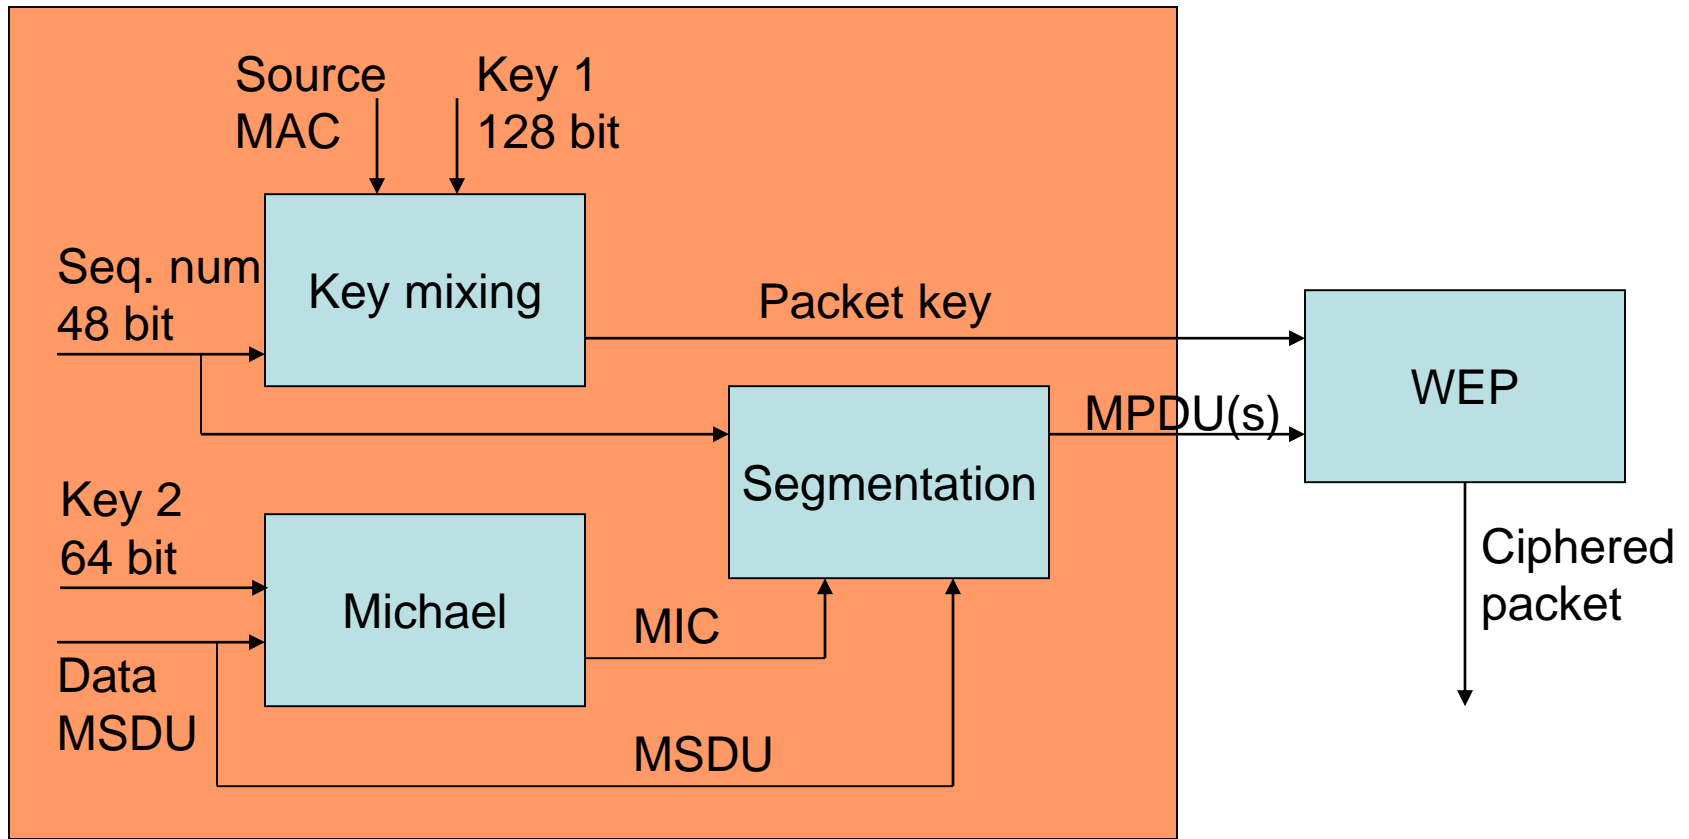 Source
MAC
Key 1
128 bit
Seq. num
48 bit
Key mixing
Packet key
WEP
MPDU(s)
Segmentation
Key 2
64 bit
Michael
MIC
Data
MSDU
MSDU
Ciphered
packet